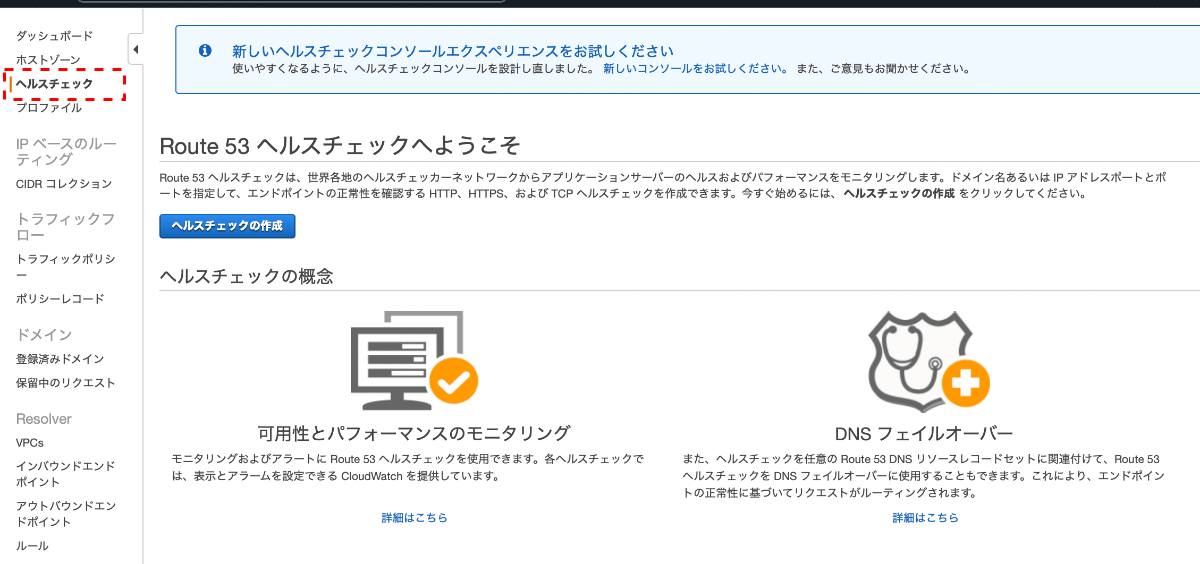 ダッシュボード
ホストゾーン
ヘルスチェック
プロファイル
IP ベースのルー
ティング
CIDR コレクション
トラフィックフ
ロー
トラフィックポリシ
ー
ポリシーレコード
ドメイン
登録済みドメイン
保留中のリクエスト
Resolver
VPCs
インバウンドエンド
ポイント
アウトバウンドエン
ドポイント
ルール
新しいヘルスチェックコンソールエクスペリエンスをお試しください
使いやすくなるように、ヘルスチェックコンソールを設計し直しました。 新しいコンソールをお試しください。 また、ご意見もお聞かせください。
Route 53 ヘルスチェックへようこそ
Route 53 ヘルスチェックは、世界各地のヘルスチェッカーネットワークからアプリケーションサーバーのヘルスおよびパフォーマンスをモニタリングします。ドメイン名あるいは IP アドレスポートとポ
ートを指定して、エンドポイントの正常性を確認する HTTP、HTTPS、および TCP ヘルスチェックを作成できます。今すぐ始めるには、 ヘルスチェックの作成 をクリックしてください。
ヘルスチェックの作成
ヘルスチェックの概念
可用性とパフォーマンスのモニタリング
モニタリングおよびアラートに Route 53 ヘルスチェックを使用できます。各ヘルスチェックで
は、表示とアラームを設定できる CloudWatch を提供しています。
詳細はこちら
DNS フェイルオーバー
また、ヘルスチェックを任意の Route 53 DNS リソースレコードセットに関連付けて、Route 53
ヘルスチェックを DNS フェイルオーバーに使用することもできます。これにより、エンドポイン
トの正常性に基づいてリクエストがルーティングされます。
詳細はこちら